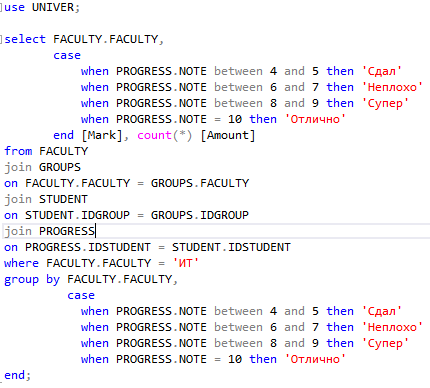 use UNIVER;
select FACULTY.FACULTY,
case
when PROGRESS.NOTE between 4 and 5 then 'Сдал'
when PROGRESS.NOTE between 6 and 7 then 'Неплохо'
when PROGRESS.NOTE between 8 and 9 then 'Супер'
when PROGRESS.NOTE = 10 then 'Отлично'
end [Mark], count(*) [Amount]
from FACULTY
join GROUPS
on FACULTY.FACULTY = GROUPS.FACULTY
join STUDENT
on STUDENT.IDGROUP = GROUPS.IDGROUP
join PROGRESS
on PROGRESS.IDSTUDENT = STUDENT.IDSTUDENT
where FACULTY.FACULTY = 'ИТ'
group by FACULTY.FACULTY,
case
when PROGRESS.NOTE between 4 and 5 then 'Сдал'
when PROGRESS.NOTE between 6 and 7 then 'Неплохо'
when PROGRESS.NOTE between 8 and 9 then 'Супер'
when PROGRESS.NOTE = 10 then 'Отлично'
end;